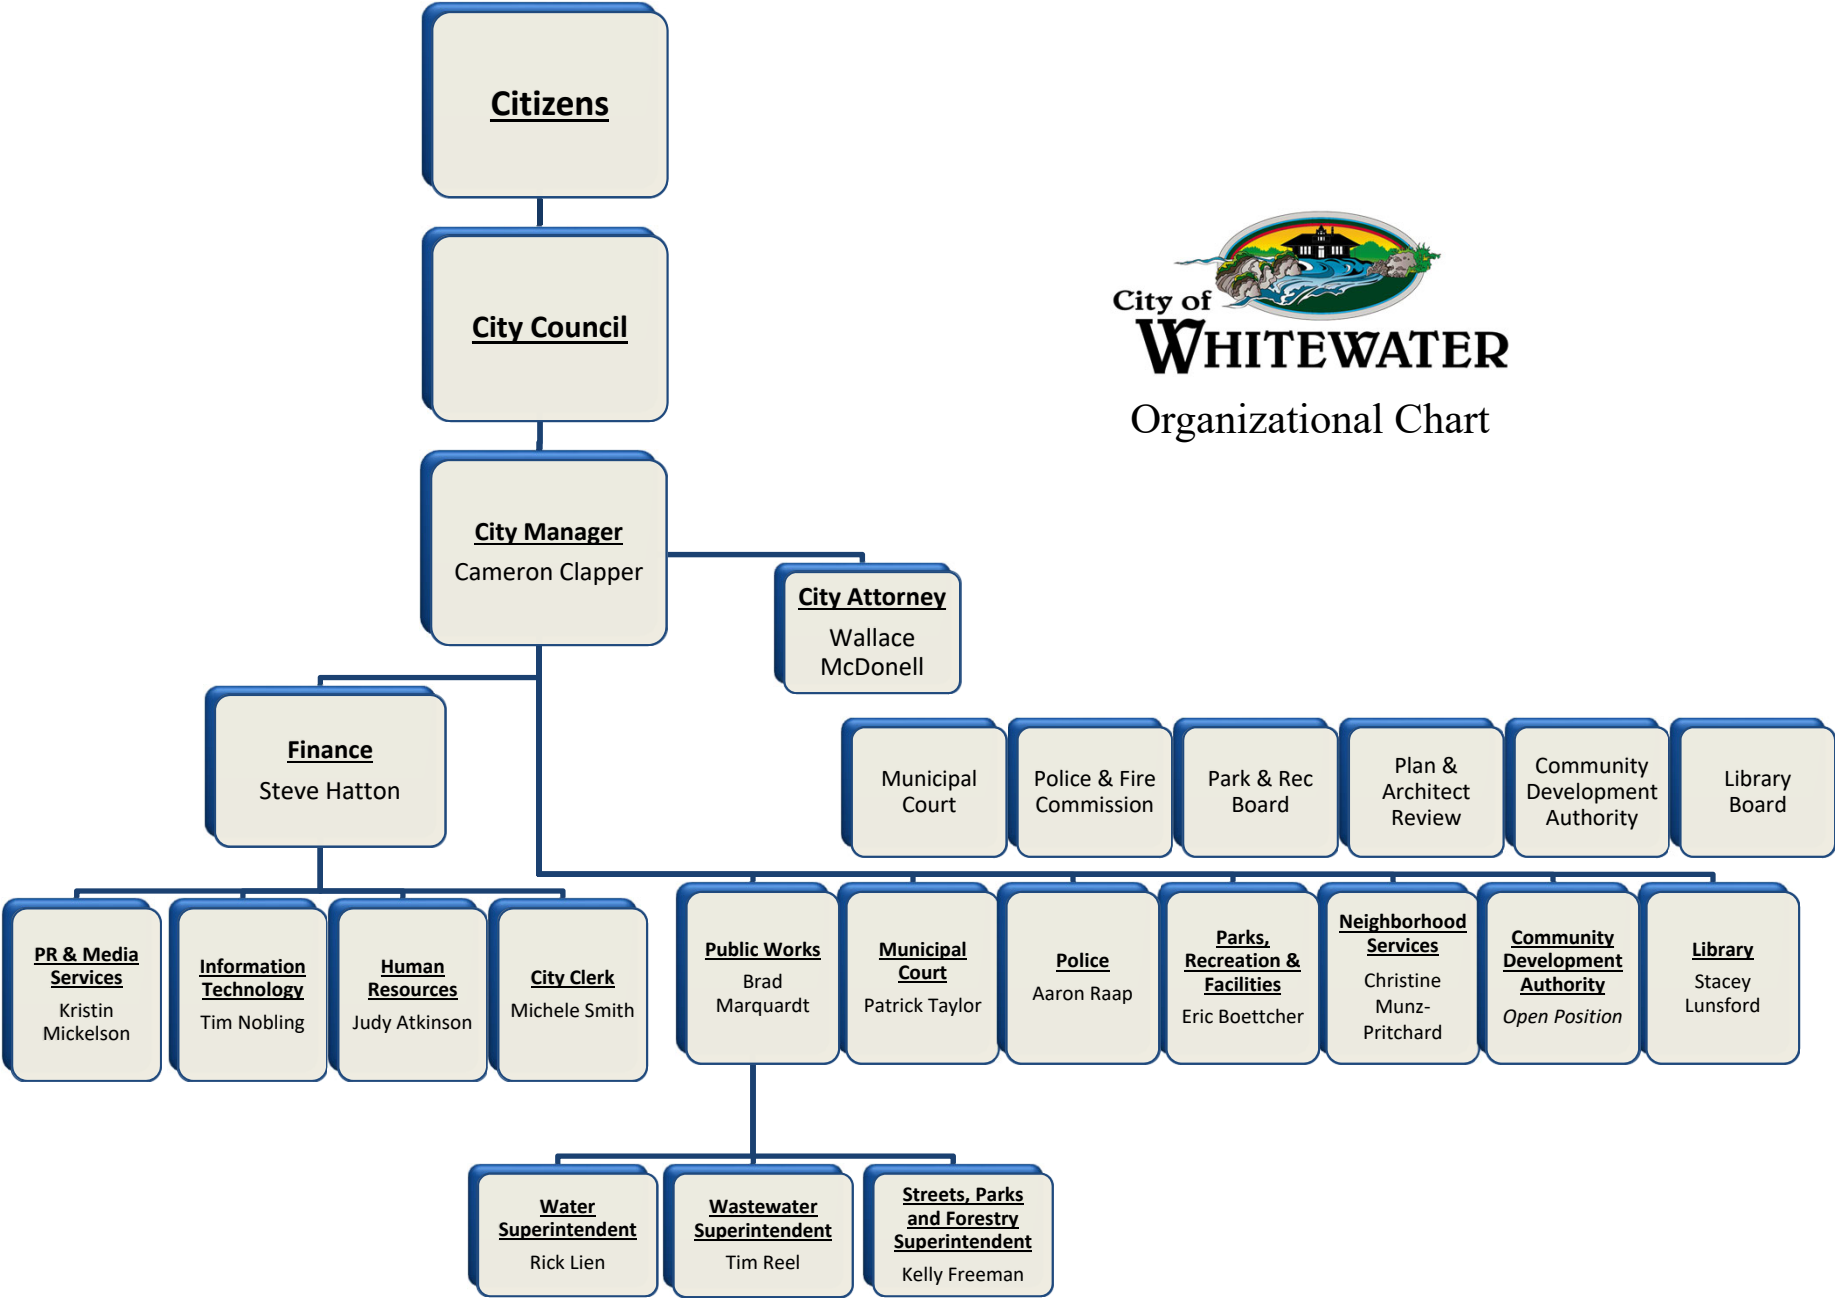 Citizens
City Council
City of
WHITEWATER
Organizational Chart
City Manager
Cameron Clapper
City Attorney
Wallace
McDonell
Finance
Steve Hatton
Municipal
Court
Police & Fire
Commission
Park & Rec
Board
Plan &
Architect
Review
Community
Development
Authority
Library
Board
PR & Media
Services
Kristin
Mickelson
Information
Technology
Tim Nobling
Human
Resources
Judy Atkinson
City Clerk
Michele Smith
Public Works
Brad
Marquardt
Municipal
Court
Patrick Taylor
Police
Aaron Raap
Parks,
Recreation &
Facilities
Eric Boettcher
Neighborhood
Services
Christine
Munz-
Pritchard
Community
Development
Authority
Open Position
Library
Stacey
Lunsford
Water
Superintendent
Rick Lien
Wastewater
Superintendent
Tim Reel
Streets, Parks
and Forestry
Superintendent
Kelly Freeman